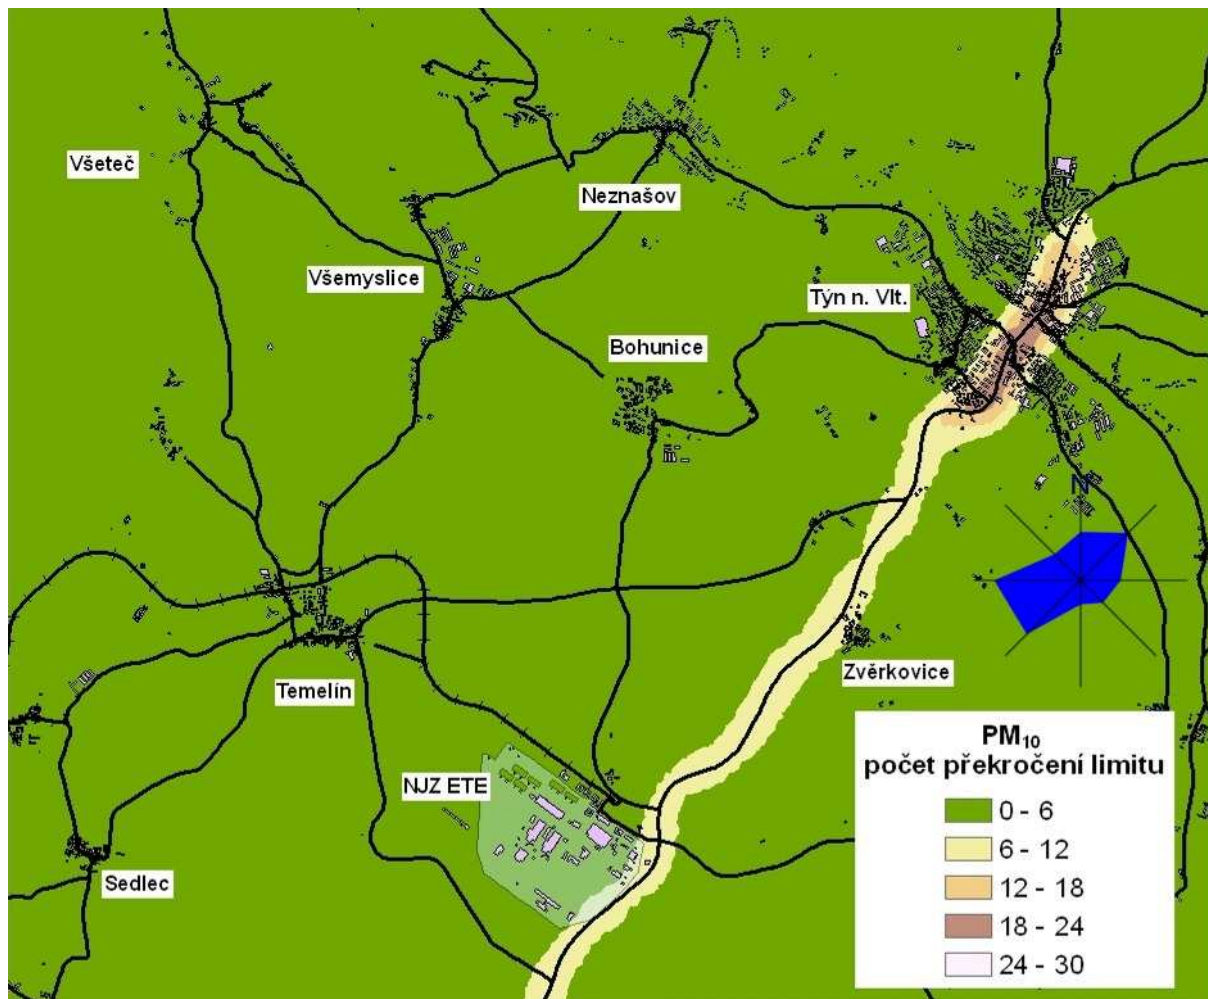 Všeteč
Neznašov
Všemyslice
Týn n. Vlt.
Bohunice
N
Zvěrkovice
Temelín
NJZ ETE
Sedlec
PM₁₀
počet překročení limitu
0 - 6
6 - 12
12 - 18
18 - 24
24 - 30